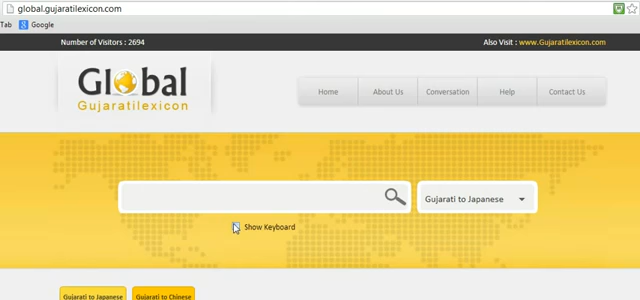 global.gujaratilexicon.com
Tab Google
Number of Visitors : 2694
Also Visit : www.Gujaratilexicon.com
Global
Gujaratilexicon
Home
About Us
Conversation
Help
Contact Us
Gujarati to Japanese
Show Keyboard
Gujarati to Japanese
Gujarati to Chinese